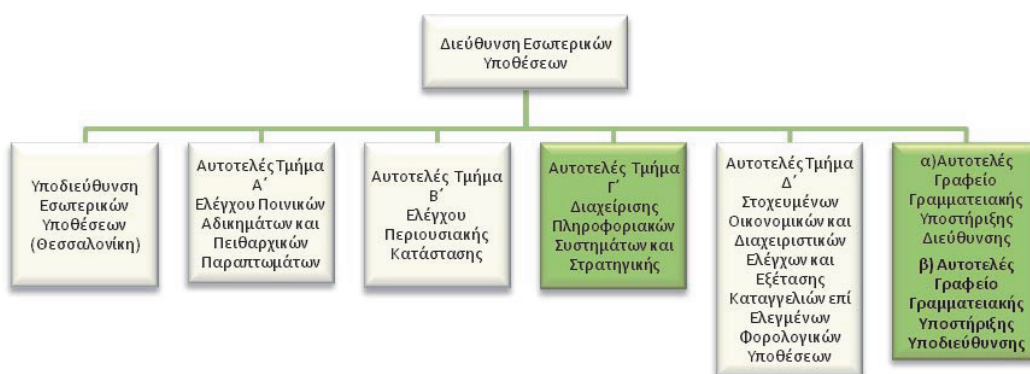 Διεύθυνση Εσωτερικών
Υποθέσεων
Υποδιεύθυνση
Εσωτερικών
Υποθέσεων
(Θεσσαλονίκη)
Αυτοτελές Τμήμα
Α΄
Ελέγχου Ποινικών
Αδικημάτων και
Πειθαρχικών
Παραπτωμάτων
Αυτοτελές Τμήμα
Β΄
Ελέγχου
Περιουσιακής
Κατάστασης
Αυτοτελές Τμήμα
Γ΄
Διαχείρισης
Πληροφοριακών
Συστημάτων και
Στρατηγικής
Αυτοτελές Τμήμα
Δ΄
Στοχευμένων
Οικονομικών και
Διαχειριστικών
Ελέγχων και
Εξέτασης
Καταγγελιών επί
Ελεγμένων
Φορολογικών
Υποθέσεων
α)Αυτοτελές
Γραφείο
Γραμματειακής
Υποστήριξης
Διεύθυνσης
β) Αυτοτελές
Γραφείο
Γραμματειακής
Υποστήριξης
Υποδιεύθυνσης